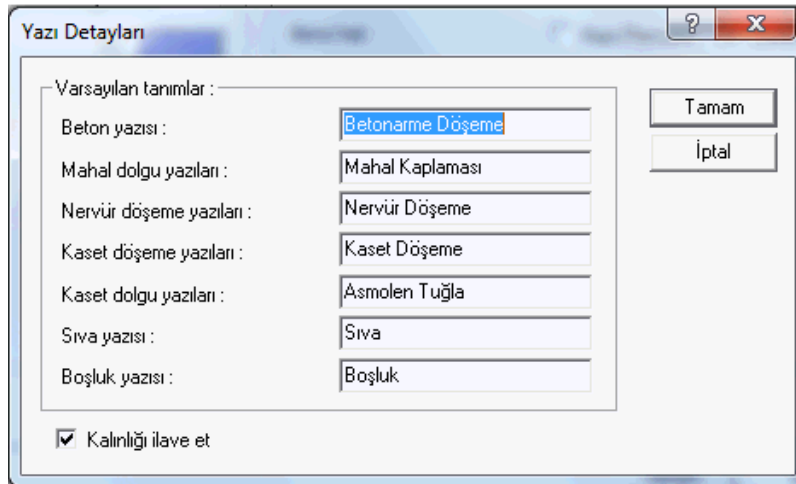 Yazı Detayları
Varsayılan tanımlar :
Beton yazısı : Betonarme Döşeme
Mahal dolgu yazıları : Mahal Kaplaması
Nervür döşeme yazıları : Nervür Döşeme
Kaset döşeme yazıları : Kaset Döşeme
Kaset dolgu yazıları : Asmolen Tuğla
Sıva yazısı : Sıva
Boşluk yazısı : Boşluk
Kalınlığı ilave et
Tamam
İptal